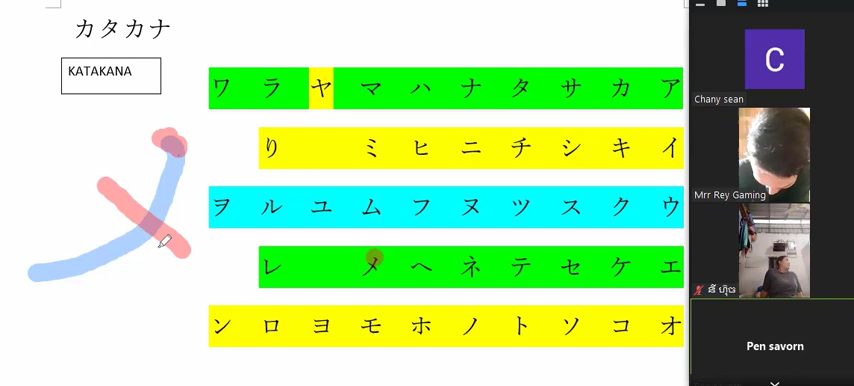 カタカナ
KATAKANA
ワ ラ ヤ マ ハ ナ タ サ カ ア
り ミ ヒ ニ チ シ キ イ
ヲ ル ユ ム フ ヌ ツ ス ク ウ
レ メ ヘ ネ テ セ ケ エ
ン ロ ヨ モ ホ ノ ト ソ コ オ
メ
C
Chany sean
Mrr Rey Gaming
Pen savorn